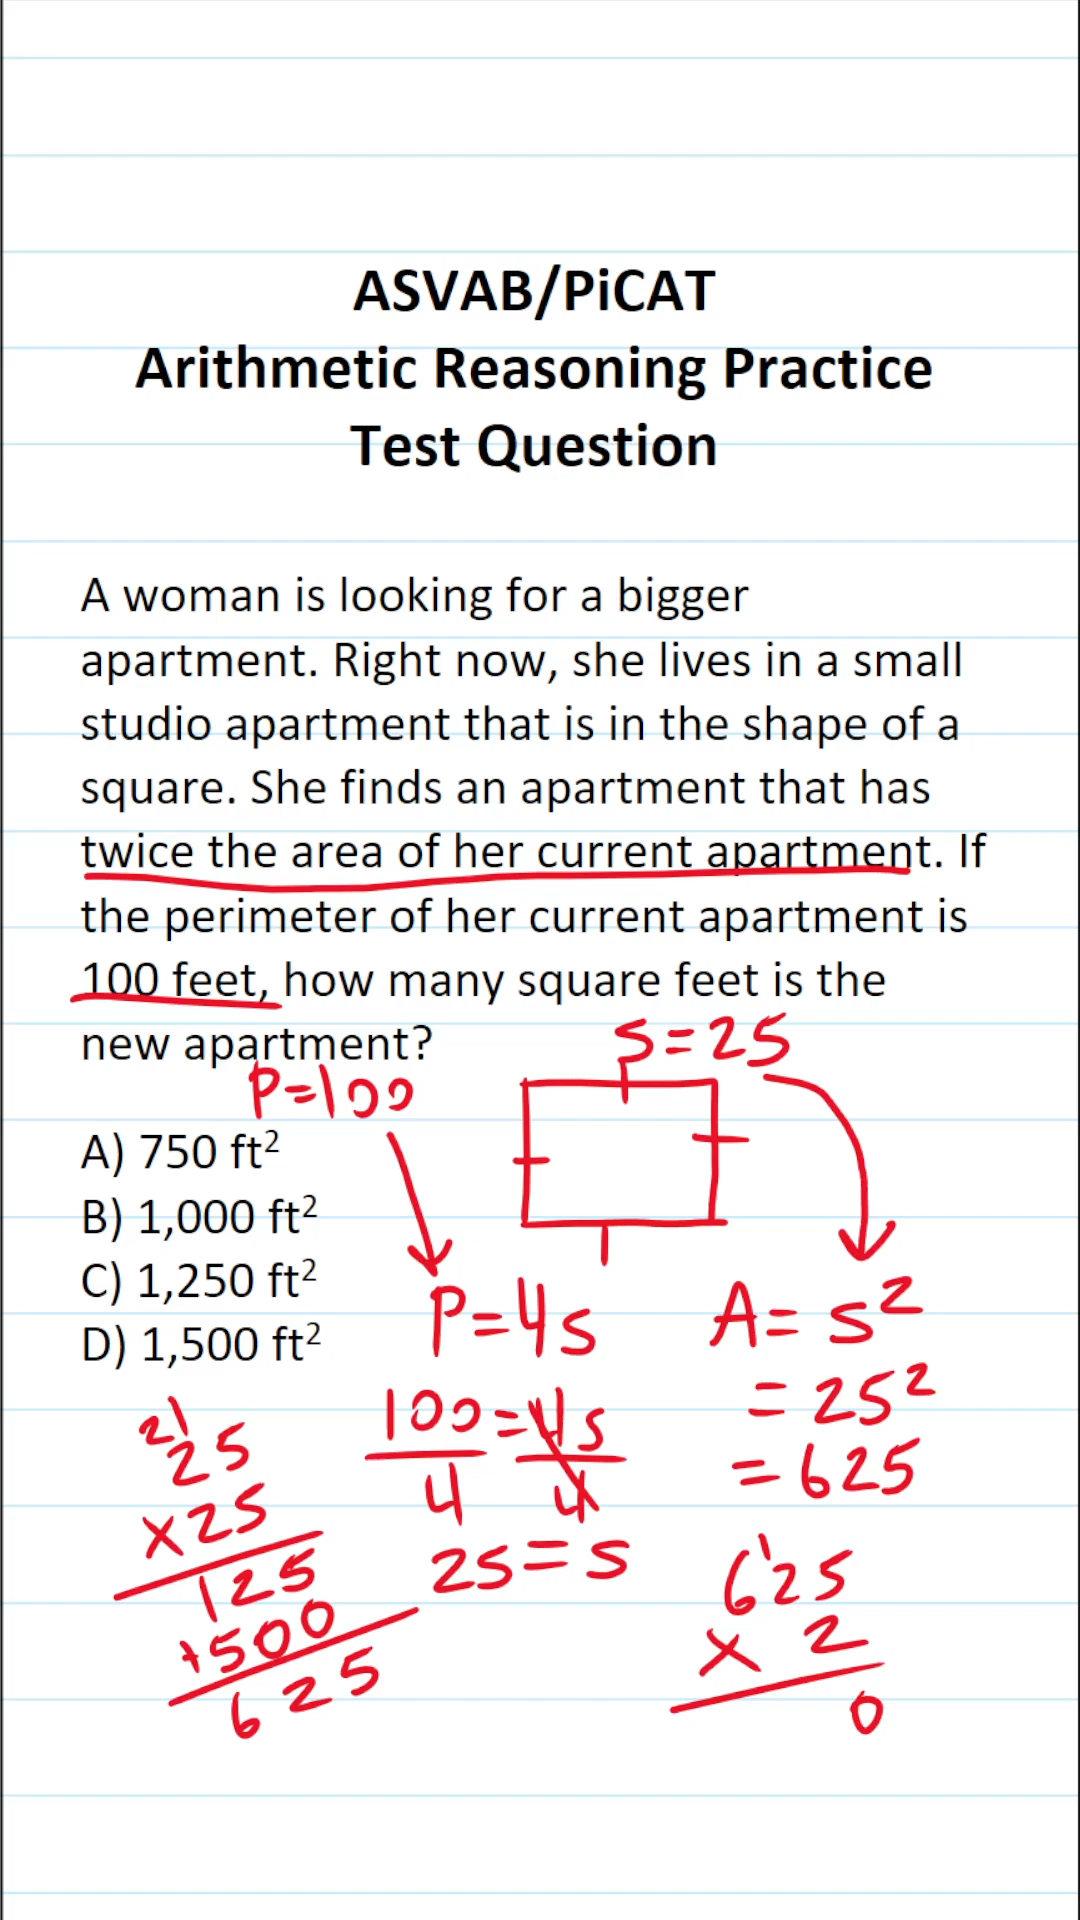 ASVAB/PiCAT
Arithmetic Reasoning Practice
Test Question
A woman is looking for a bigger
apartment. Right now, she lives in a small
studio apartment that is in the shape of a
square. She finds an apartment that has
twice the area of her current apartment. If
the perimeter of her current apartment is
100 feet, how many square feet is the
new apartment?
S=25
P=100
A) 750 ft²
B) 1,000 ft²
C) 1,250 ft²
D) 1,500 ft²
P=4s
100=4s
4 4
25=s
A=s²
=25²
=625
21
25
x25
125
+500
625
1
625
x 2
0